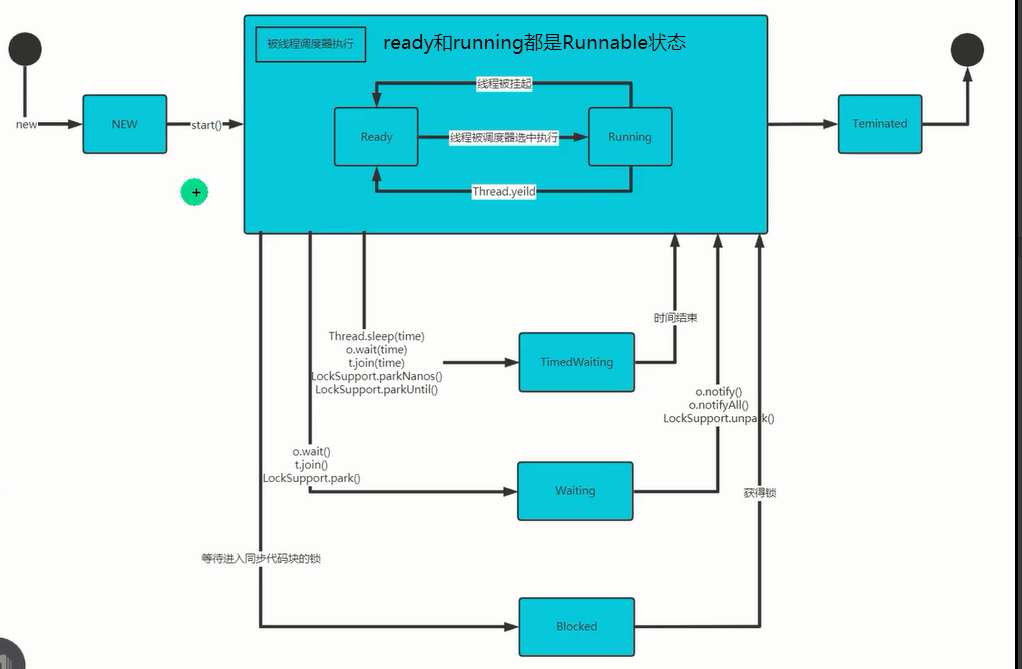 被线程调度器执行
ready和running都是Runnable状态
线程被挂起
new
NEW
start()
Ready
线程被调度器选中执行
Running
Teminated
Thread.yeild
Thread.sleep(time)
o.wait(time)
t.join(time)
LockSupport.parkNanos()
LockSupport.parkUntil()
TimedWaiting
时间结束
o.notify()
o.notifyAll()
LockSupport.unpark()
o.wait()
t.join()
LockSupport.park()
Waiting
获得锁
等待进入同步代码块的锁
Blocked